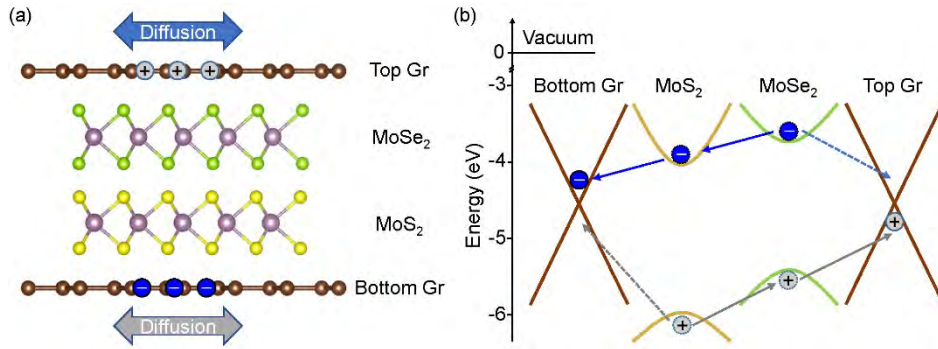 (a)
Diffusion
+ + +
Top Gr
MoSe₂
MoS₂
− − −
Bottom Gr
Diffusion
(b)
Vacuum
0
-3
Bottom Gr MoS₂ MoSe₂ Top Gr
−
−
−
-4
Energy (eV)
+
-5
+
-6
+